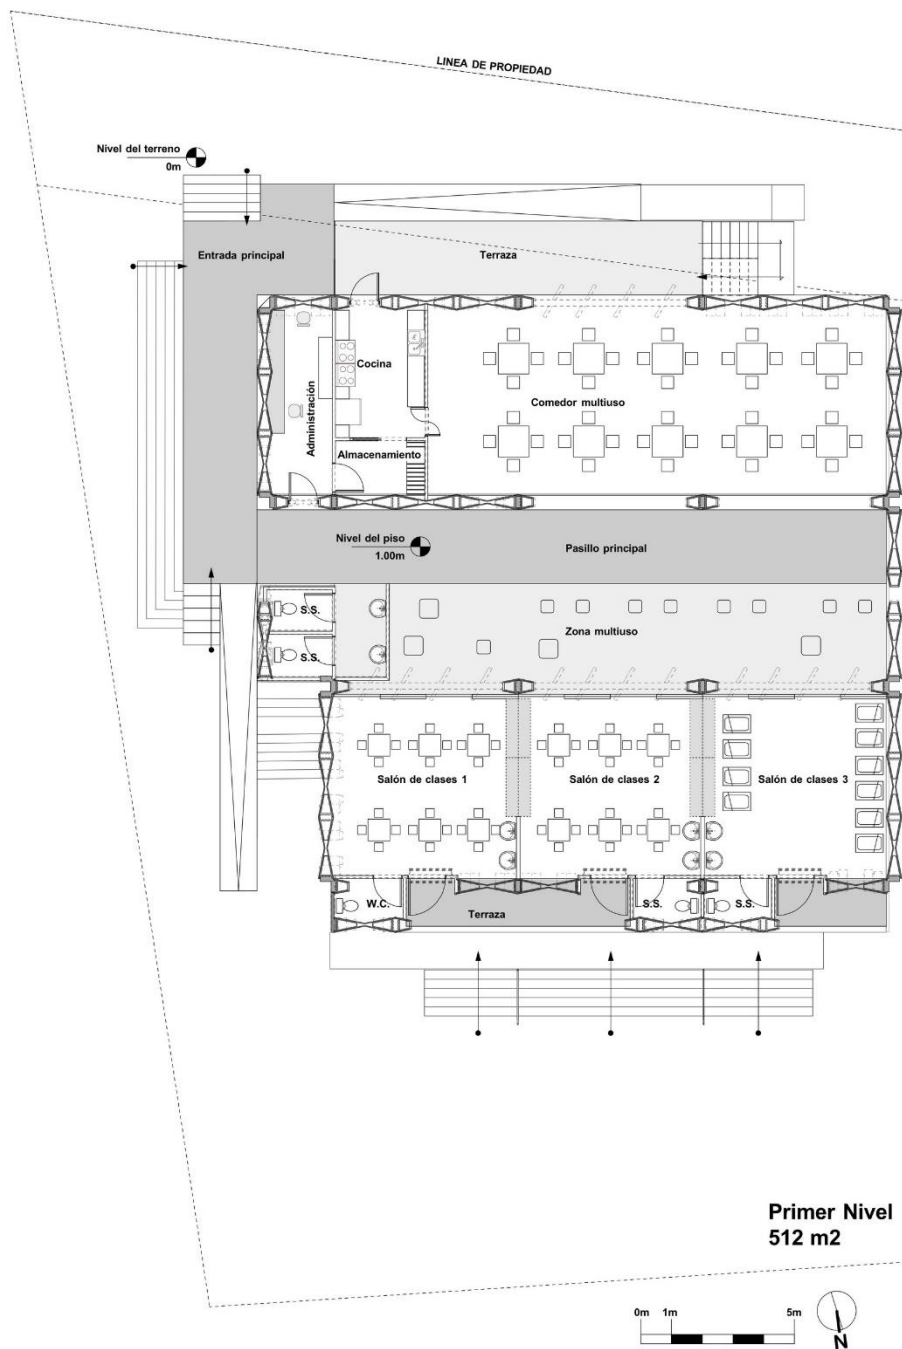 LINEA DE PROPIEDAD
Nivel del terreno
0m
Entrada principal
Terraza
Cocina
Administración
Comedor multiuso
Almacenamiento
Nivel del piso
1.00m
Pasillo principal
S.S.
Zona multiuso
S.S.
Salón de clases 1
Salón de clases 2
Salón de clases 3
W.C.
Terraza
S.S.
S.S.
Primer Nivel
512 m2
0m 1m 5m
N